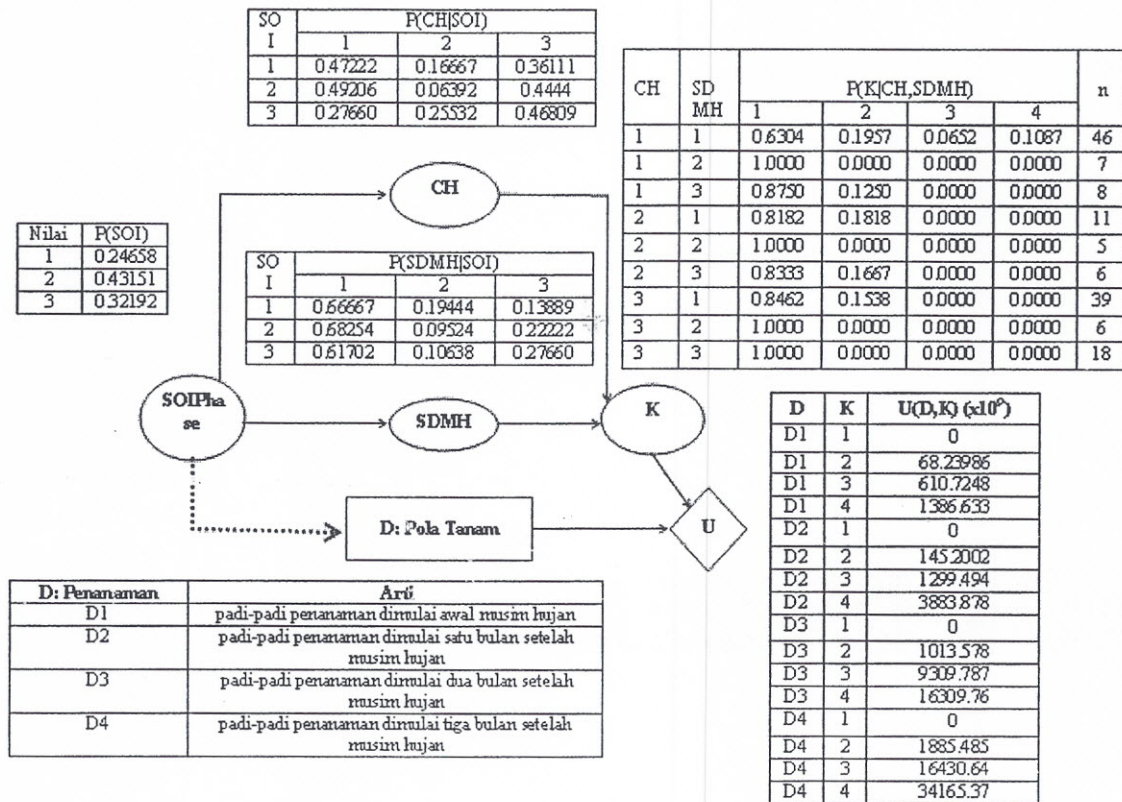 SO P(CH|SOI)
I 1 2 3
1 0.47222 0.16667 0.36111
2 0.49206 0.06392 0.4444
3 0.27660 0.25532 0.46809
CH SD P(K|CH,SDMH) n
MH 1 2 3 4
1 1 0.6304 0.1957 0.0652 0.1087 46
1 2 1.0000 0.0000 0.0000 0.0000 7
1 3 0.8750 0.1250 0.0000 0.0000 8
2 1 0.8182 0.1818 0.0000 0.0000 11
2 2 1.0000 0.0000 0.0000 0.0000 5
2 3 0.8333 0.1667 0.0000 0.0000 6
3 1 0.8462 0.1538 0.0000 0.0000 39
3 2 1.0000 0.0000 0.0000 0.0000 6
3 3 1.0000 0.0000 0.0000 0.0000 18
CH
Nilai P(SOI)
1 0.24658
2 0.43151
3 0.32192
SO P(SDMH|SOI)
I 1 2 3
1 0.66667 0.19444 0.13889
2 0.68254 0.09524 0.22222
3 0.61702 0.10638 0.27660
SOIPha
se
SDMH
K
D: Pola Tanam
U
D K U(D,K) (x10⁹)
D1 1 0
D1 2 68.23986
D1 3 610.7248
D1 4 1386.633
D2 1 0
D2 2 145.2002
D2 3 1299.494
D2 4 3883.878
D3 1 0
D3 2 1013.578
D3 3 9309.787
D3 4 16309.76
D4 1 0
D4 2 1885.485
D4 3 16430.64
D4 4 34165.37
D: Penanaman Arti
D1 padi-padi penanaman dimulai awal musim hujan
D2 padi-padi penanaman dimulai satu bulan setelah
musim hujan
D3 padi-padi penanaman dimulai dua bulan setelah
musim hujan
D4 padi-padi penanaman dimulai tiga bulan setelah
musim hujan